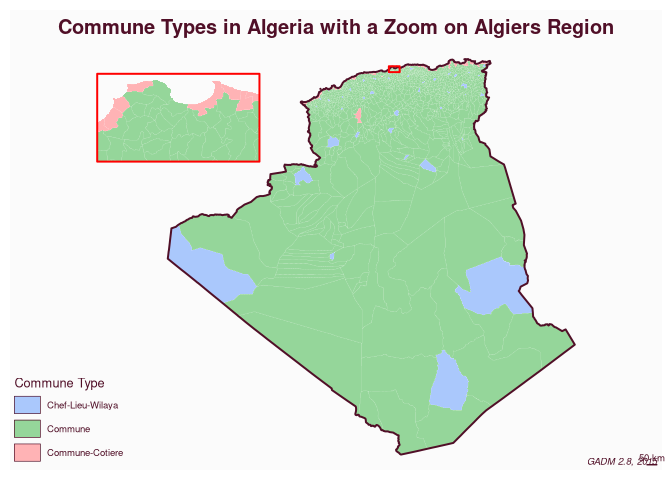 Commune Types in Algeria with a Zoom on Algiers Region
Commune Type
Chef-Lieu-Wilaya
Commune
Commune-Cotiere
50 km
GADM 2.8, 2015